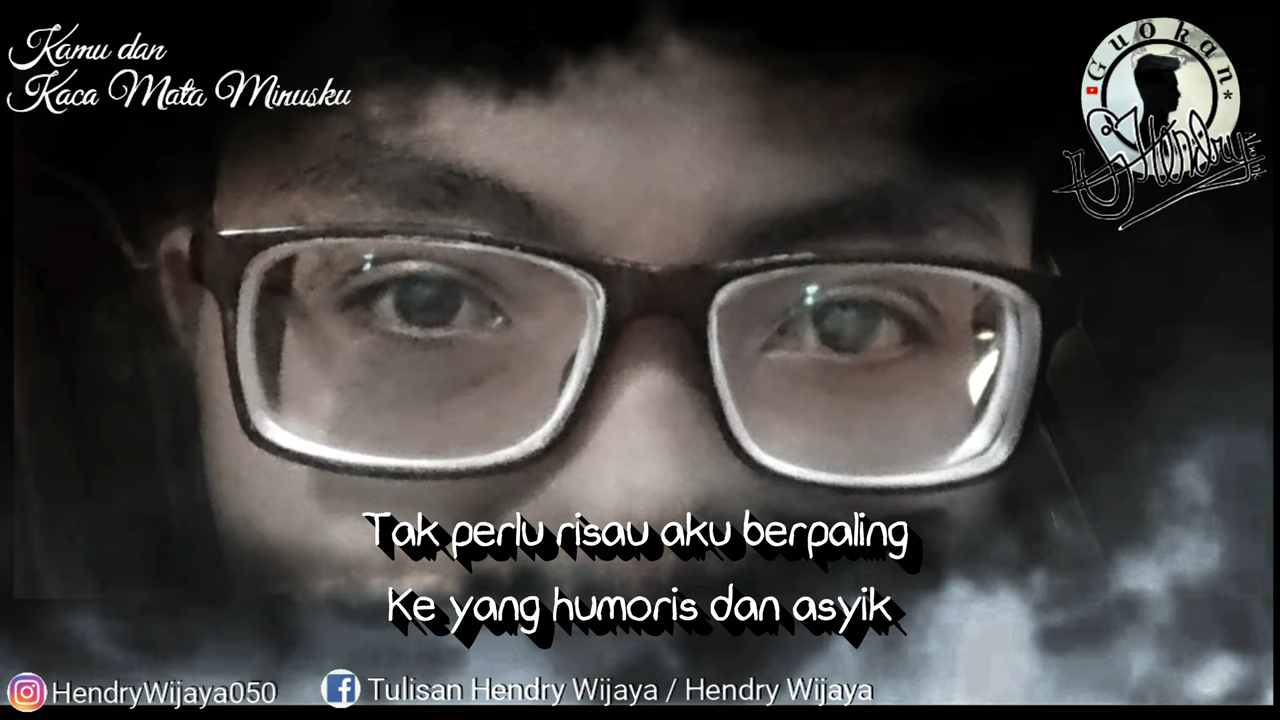 Kamu dan
Kaca Mata Minusku
Guokan*
Hendry
Tak perlu risau aku berpaling
Ke yang humoris dan asyik
HendryWijaya050
Tulisan Hendry Wijaya / Hendry Wijaya